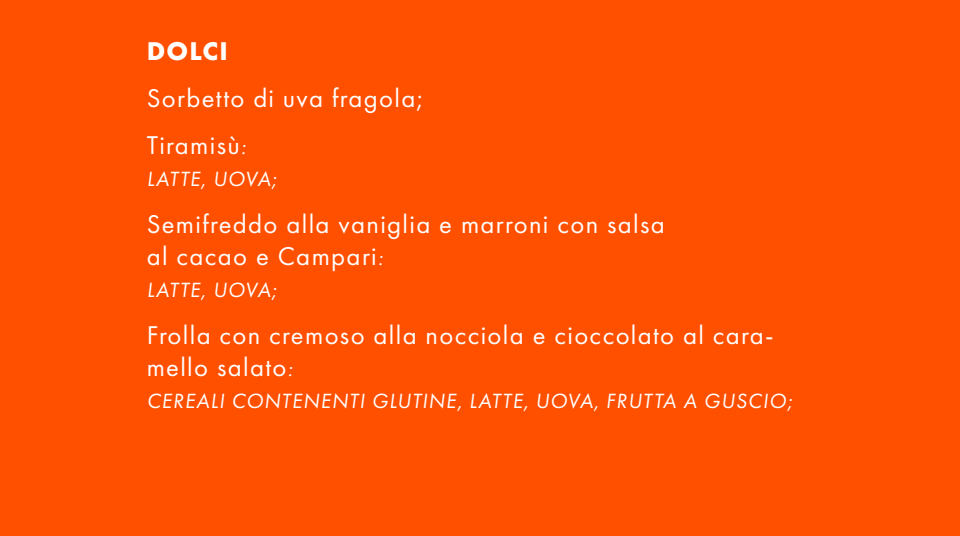 DOLCI
Sorbetto di uva fragola;
Tiramisù:
LATTE, UOVA;
Semifreddo alla vaniglia e marroni con salsa
al cacao e Campari:
LATTE, UOVA;
Frolla con cremoso alla nocciola e cioccolato al cara-
mello salato:
CEREALI CONTENENTI GLUTINE, LATTE, UOVA, FRUTTA A GUSCIO;